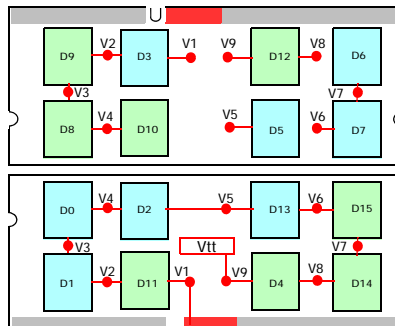 D9 V2 D3 V1 V9 D12 V8 D6
V3 V7
D8 V4 D10 V5 D5 V6 D7
D0 V4 D2 V5 D13 V6 D15
V3 Vtt V7
D1 V2 D11 V1 V9 D4 V8 D14